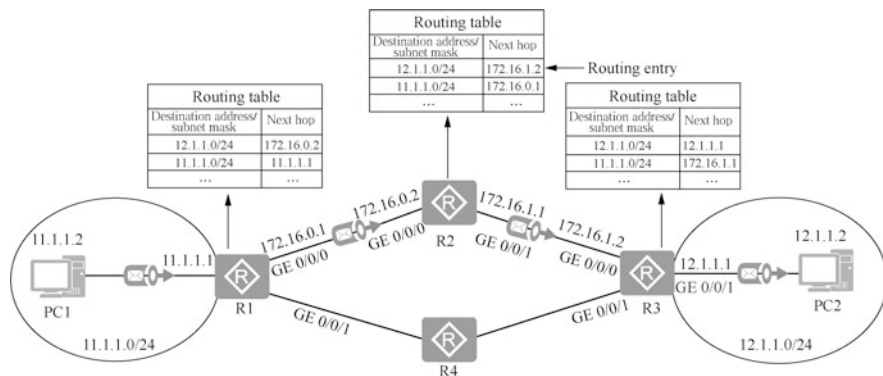 Routing table
Destination address/ subnet mask Next hop
12.1.1.0/24 172.16.1.2
11.1.1.0/24 172.16.0.1
... ...
Routing entry
Routing table
Destination address/ subnet mask Next hop
12.1.1.0/24 172.16.0.2
11.1.1.0/24 11.1.1.1
... ...
Routing table
Destination address/ subnet mask Next hop
12.1.1.0/24 12.1.1.1
11.1.1.0/24 172.16.1.1
... ...
11.1.1.2
PC1
11.1.1.1
11.1.1.0/24
R
R1
172.16.0.1
GE 0/0/0
172.16.0.2
GE 0/0/0
R
R2
172.16.1.1
GE 0/0/1
172.16.1.2
GE 0/0/0
R
R3
GE 0/0/1
R
R4
GE 0/0/1
12.1.1.1
GE 0/0/1
12.1.1.2
PC2
12.1.1.0/24